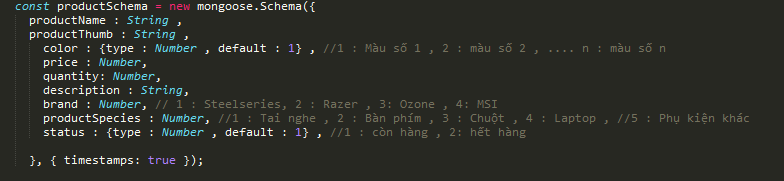 const productSchema = new mongoose.Schema({
productName : String ,
productThumb : String ,
color : {type : Number , default : 1} , //1 : Màu số 1 , 2 : màu số 2 , .... n : màu số n
price : Number,
quantity: Number,
description : String,
brand : Number, // 1 : Steelseries, 2 : Razer , 3: Ozone , 4: MSI
productSpecies : Number, //1 : Tai nghe , 2 : Bàn phím , 3 : Chuột , 4 : Laptop , //5 : Phụ kiện khác
status : {type : Number , default : 1} , //1 : còn hàng , 2: hết hàng
}, { timestamps: true });